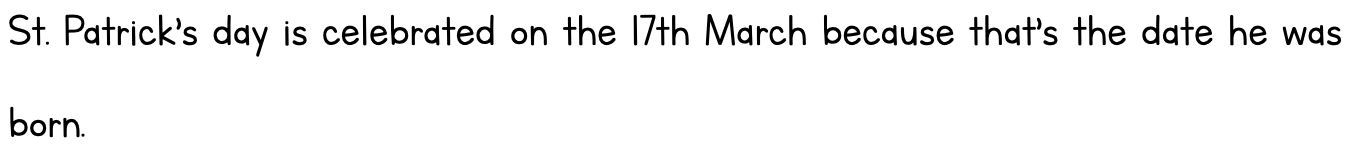 St. Patrick's day is celebrated on the 17th March because that's the date he was
born.